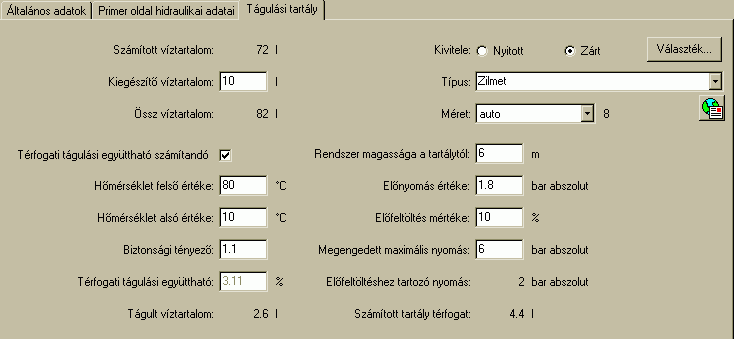 Általános adatok Primer oldal hidraulikai adatai Tágulási tartály
Számított víztartalom: 72 l Kivitele: Nyitott Zárt Választék...
Kiegészítő víztartalom: 10 l Típus: Zilmet
Össz víztartalom: 82 l Méret: auto 8
Térfogati tágulási együttható számítandó Rendszer magassága a tartálytól: 6 m
Hőmérséklet felső értéke: 80 °C Előnyomás értéke: 1.8 bar abszolut
Hőmérséklet alsó értéke: 10 °C Előfeltöltés mértéke: 10 %
Biztonsági tényező: 1.1 Megengedett maximális nyomás: 6 bar abszolut
Térfogati tágulási együttható: 3.11 % Előfeltöltéshez tartozó nyomás: 2 bar abszolut
Tágult víztartalom: 2.6 l Számított tartály térfogat: 4.4 l